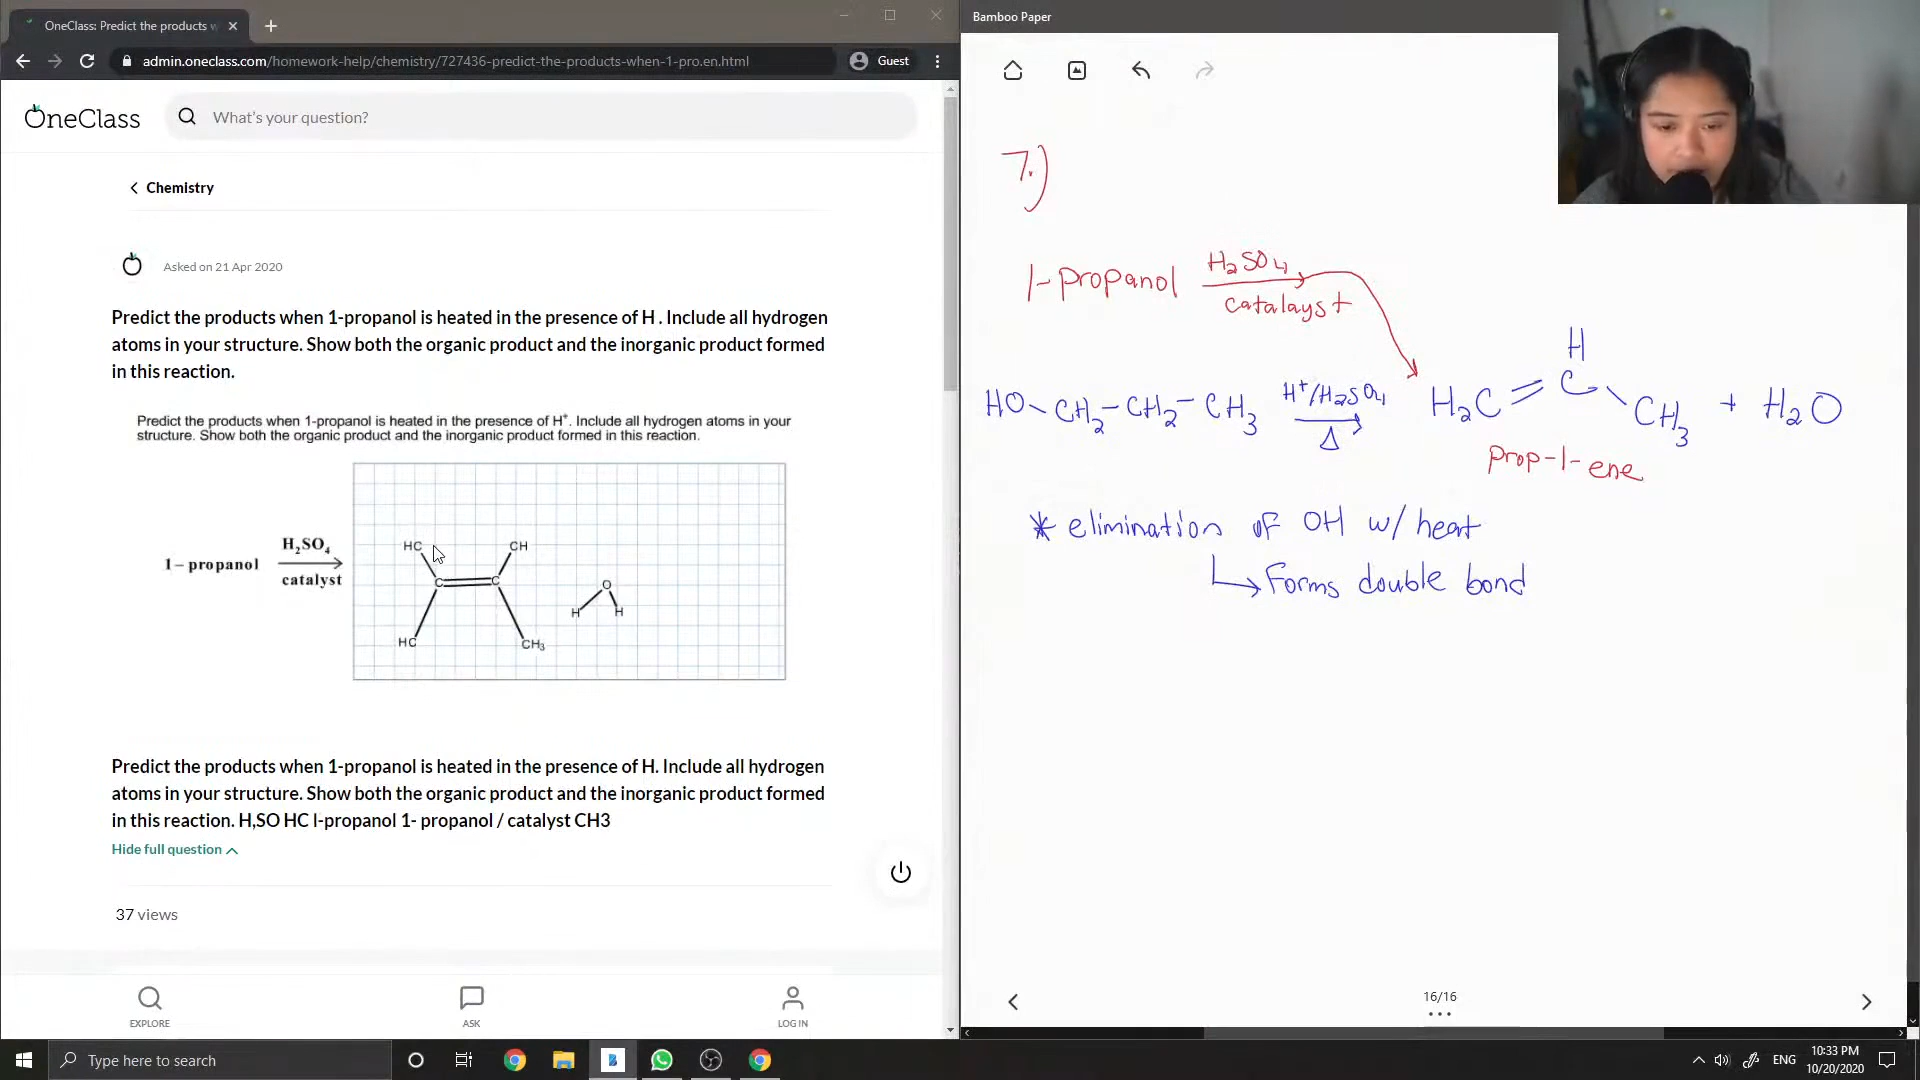 OneClass: Predict the products w
admin.oneclass.com/homework-help/chemistry/727436-predict-the-products-when-1-pro.en.html
Guest
OneClass
What's your question?
Chemistry
Asked on 21 Apr 2020
Predict the products when 1-propanol is heated in the presence of H . Include all hydrogen
atoms in your structure. Show both the organic product and the inorganic product formed
in this reaction.
Predict the products when 1-propanol is heated in the presence of H⁺. Include all hydrogen atoms in your
structure. Show both the organic product and the inorganic product formed in this reaction.
1-propanol
H₂SO₄
catalyst
HC
CH
C
C
O
H
H
HC
CH₃
Predict the products when 1-propanol is heated in the presence of H. Include all hydrogen
atoms in your structure. Show both the organic product and the inorganic product formed
in this reaction. H,SO HC l-propanol 1- propanol / catalyst CH3
Hide full question
37 views
EXPLORE
ASK
LOG IN
Bamboo Paper
7.)
1-propanol
H₂SO₄
catalayst
HO-CH₂-CH₂-CH₃
H⁺/H₂SO₄
Δ
H
H₂C=C-CH₃ + H₂O
Prop-1-ene
* elimination of OH w/ heat
↳ Forms double bond
16/16
Type here to search
ENG
10:33 PM
10/20/2020